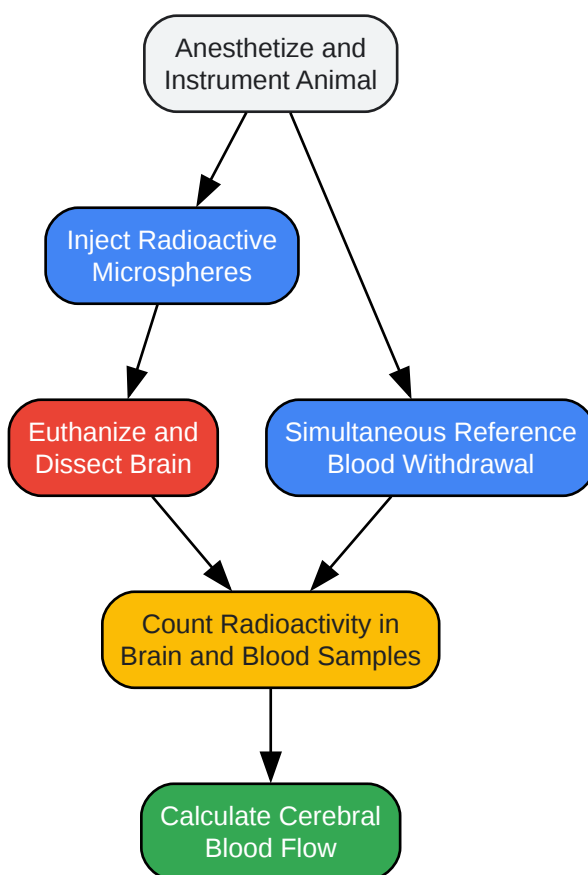 Anesthetize and
Instrument Animal
Inject Radioactive
Microspheres
Euthanize and
Dissect Brain
Simultaneous Reference
Blood Withdrawal
Count Radioactivity in
Brain and Blood Samples
Calculate Cerebral
Blood Flow